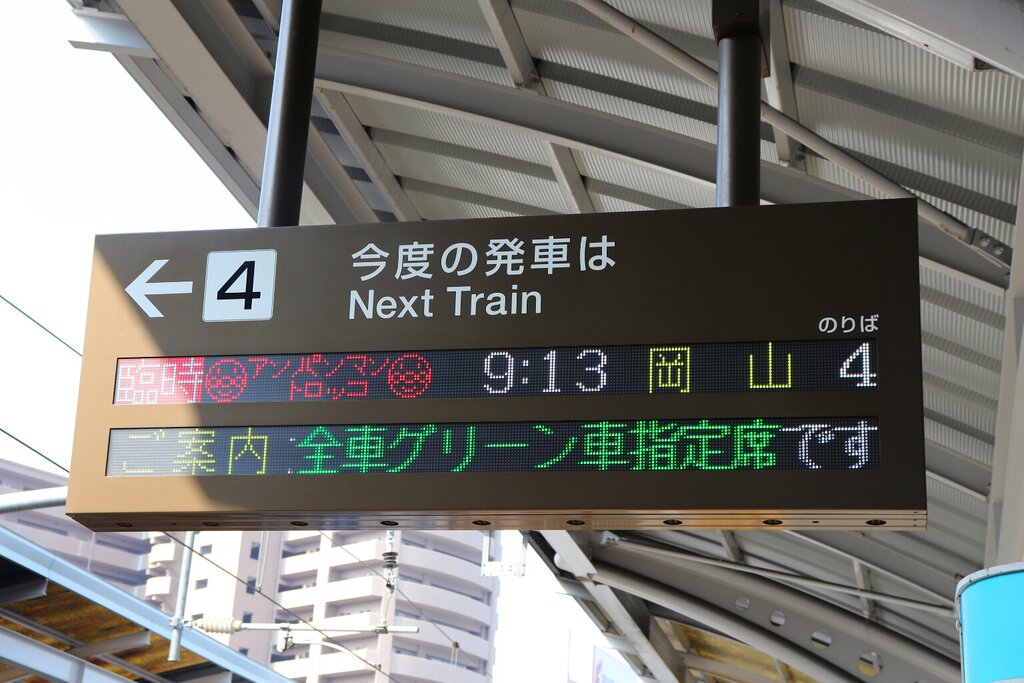 ← 4 今度の発車は
Next Train
のりば
臨時 アンパンマン トロッコ 9:13 岡山 4
ご案内 全車グリーン車指定席です